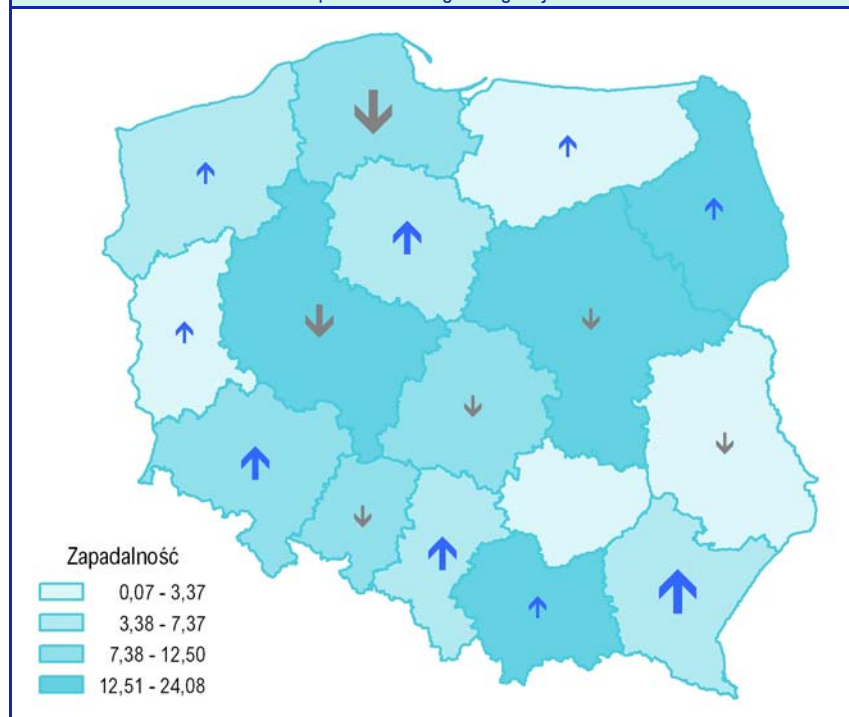 Zapadalność
0,07 - 3,37
3,38 - 7,37
7,38 - 12,50
12,51 - 24,08